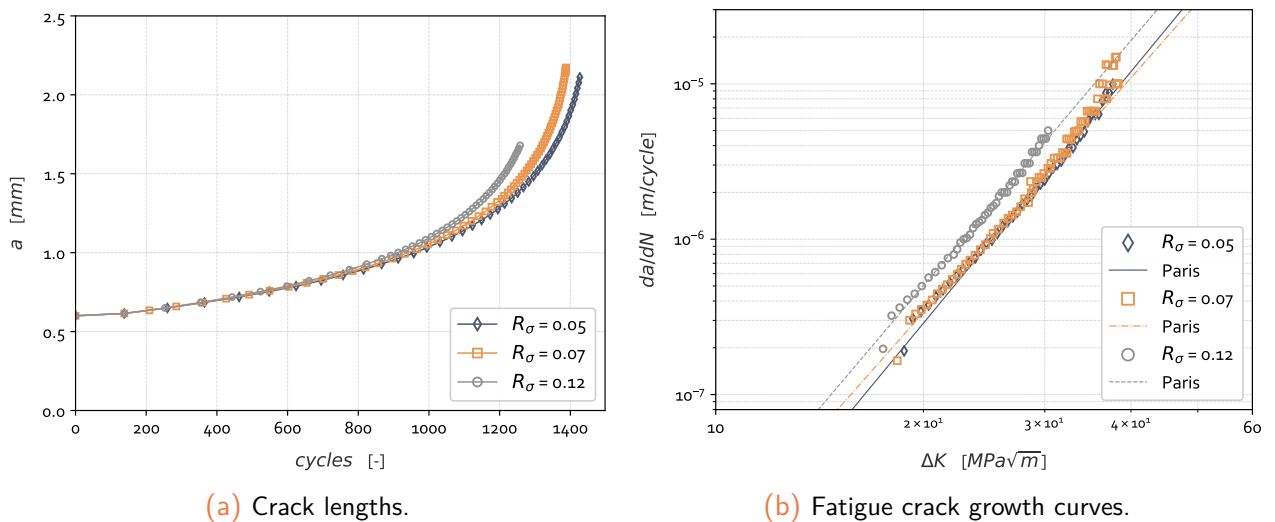 2.5
2.0
1.5
1.0
0.5
0.0
a [mm]
0 200 400 600 800 1000 1200 1400
cycles [-]
Rσ = 0.05
Rσ = 0.07
Rσ = 0.12
(a) Crack lengths.
da/dN [m/cycle]
10⁻⁵
10⁻⁶
10⁻⁷
10 2 × 10¹ 3 × 10¹ 4 × 10¹ 60
ΔK [MPa√m]
Rσ = 0.05
Paris
Rσ = 0.07
Paris
Rσ = 0.12
Paris
(b) Fatigue crack growth curves.